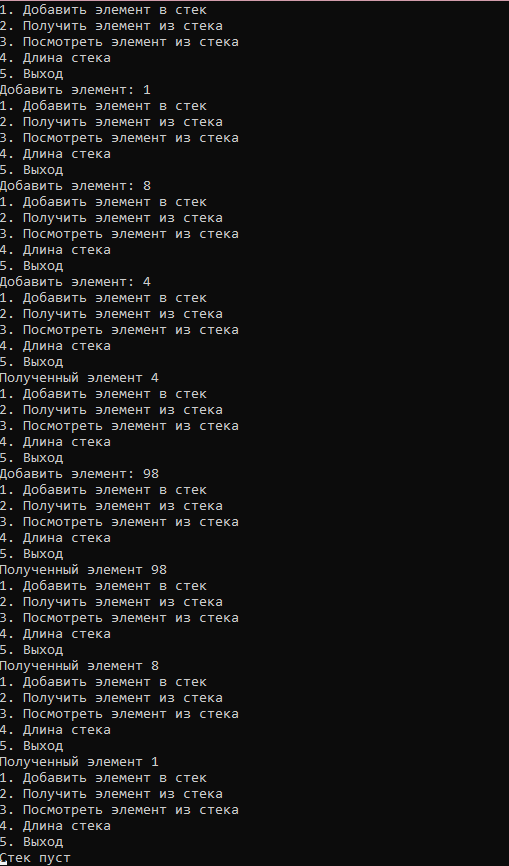 1. Добавить элемент в стек
2. Получить элемент из стека
3. Посмотреть элемент из стека
4. Длина стека
5. Выход
Добавить элемент: 1
1. Добавить элемент в стек
2. Получить элемент из стека
3. Посмотреть элемент из стека
4. Длина стека
5. Выход
Добавить элемент: 8
1. Добавить элемент в стек
2. Получить элемент из стека
3. Посмотреть элемент из стека
4. Длина стека
5. Выход
Добавить элемент: 4
1. Добавить элемент в стек
2. Получить элемент из стека
3. Посмотреть элемент из стека
4. Длина стека
5. Выход
Полученный элемент 4
1. Добавить элемент в стек
2. Получить элемент из стека
3. Посмотреть элемент из стека
4. Длина стека
5. Выход
Добавить элемент: 98
1. Добавить элемент в стек
2. Получить элемент из стека
3. Посмотреть элемент из стека
4. Длина стека
5. Выход
Полученный элемент 98
1. Добавить элемент в стек
2. Получить элемент из стека
3. Посмотреть элемент из стека
4. Длина стека
5. Выход
Полученный элемент 8
1. Добавить элемент в стек
2. Получить элемент из стека
3. Посмотреть элемент из стека
4. Длина стека
5. Выход
Полученный элемент 1
1. Добавить элемент в стек
2. Получить элемент из стека
3. Посмотреть элемент из стека
4. Длина стека
5. Выход
Стек пуст